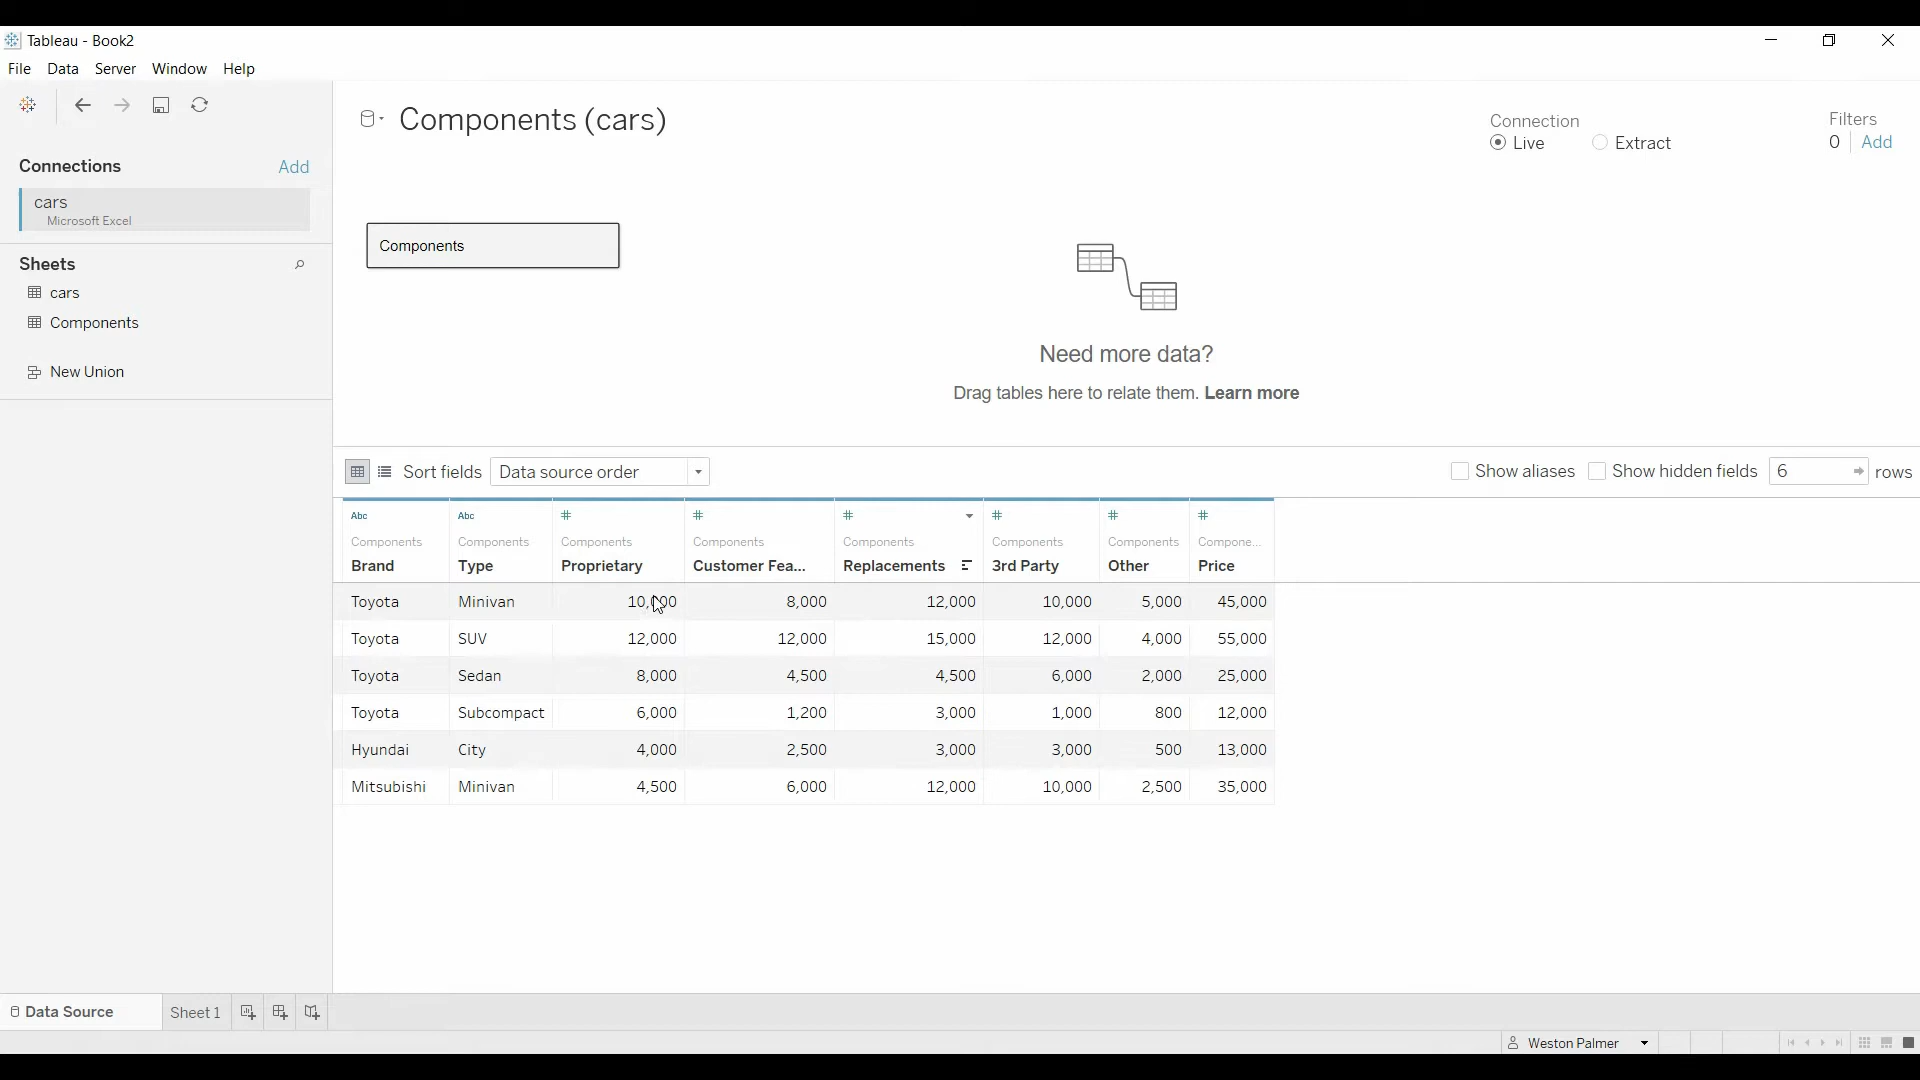 Tableau - Book2
File Data Server Window Help
Components (cars)
Connection
Live Extract
Filters
0 Add
Connections Add
cars
Microsoft Excel
Sheets
cars
Components
New Union
Components
Need more data?
Drag tables here to relate them. Learn more
Sort fields Data source order
Show aliases Show hidden fields 6 rows
Abc Abc # # # # # #
Components Components Components Components Components Components Components Compone...
Brand Type Proprietary Customer Fea... Replacements 3rd Party Other Price
Toyota Minivan 10,000 8,000 12,000 10,000 5,000 45,000
Toyota SUV 12,000 12,000 15,000 12,000 4,000 55,000
Toyota Sedan 8,000 4,500 4,500 6,000 2,000 25,000
Toyota Subcompact 6,000 1,200 3,000 1,000 800 12,000
Hyundai City 4,000 2,500 3,000 3,000 500 13,000
Mitsubishi Minivan 4,500 6,000 12,000 10,000 2,500 35,000
Data Source Sheet 1
Weston Palmer